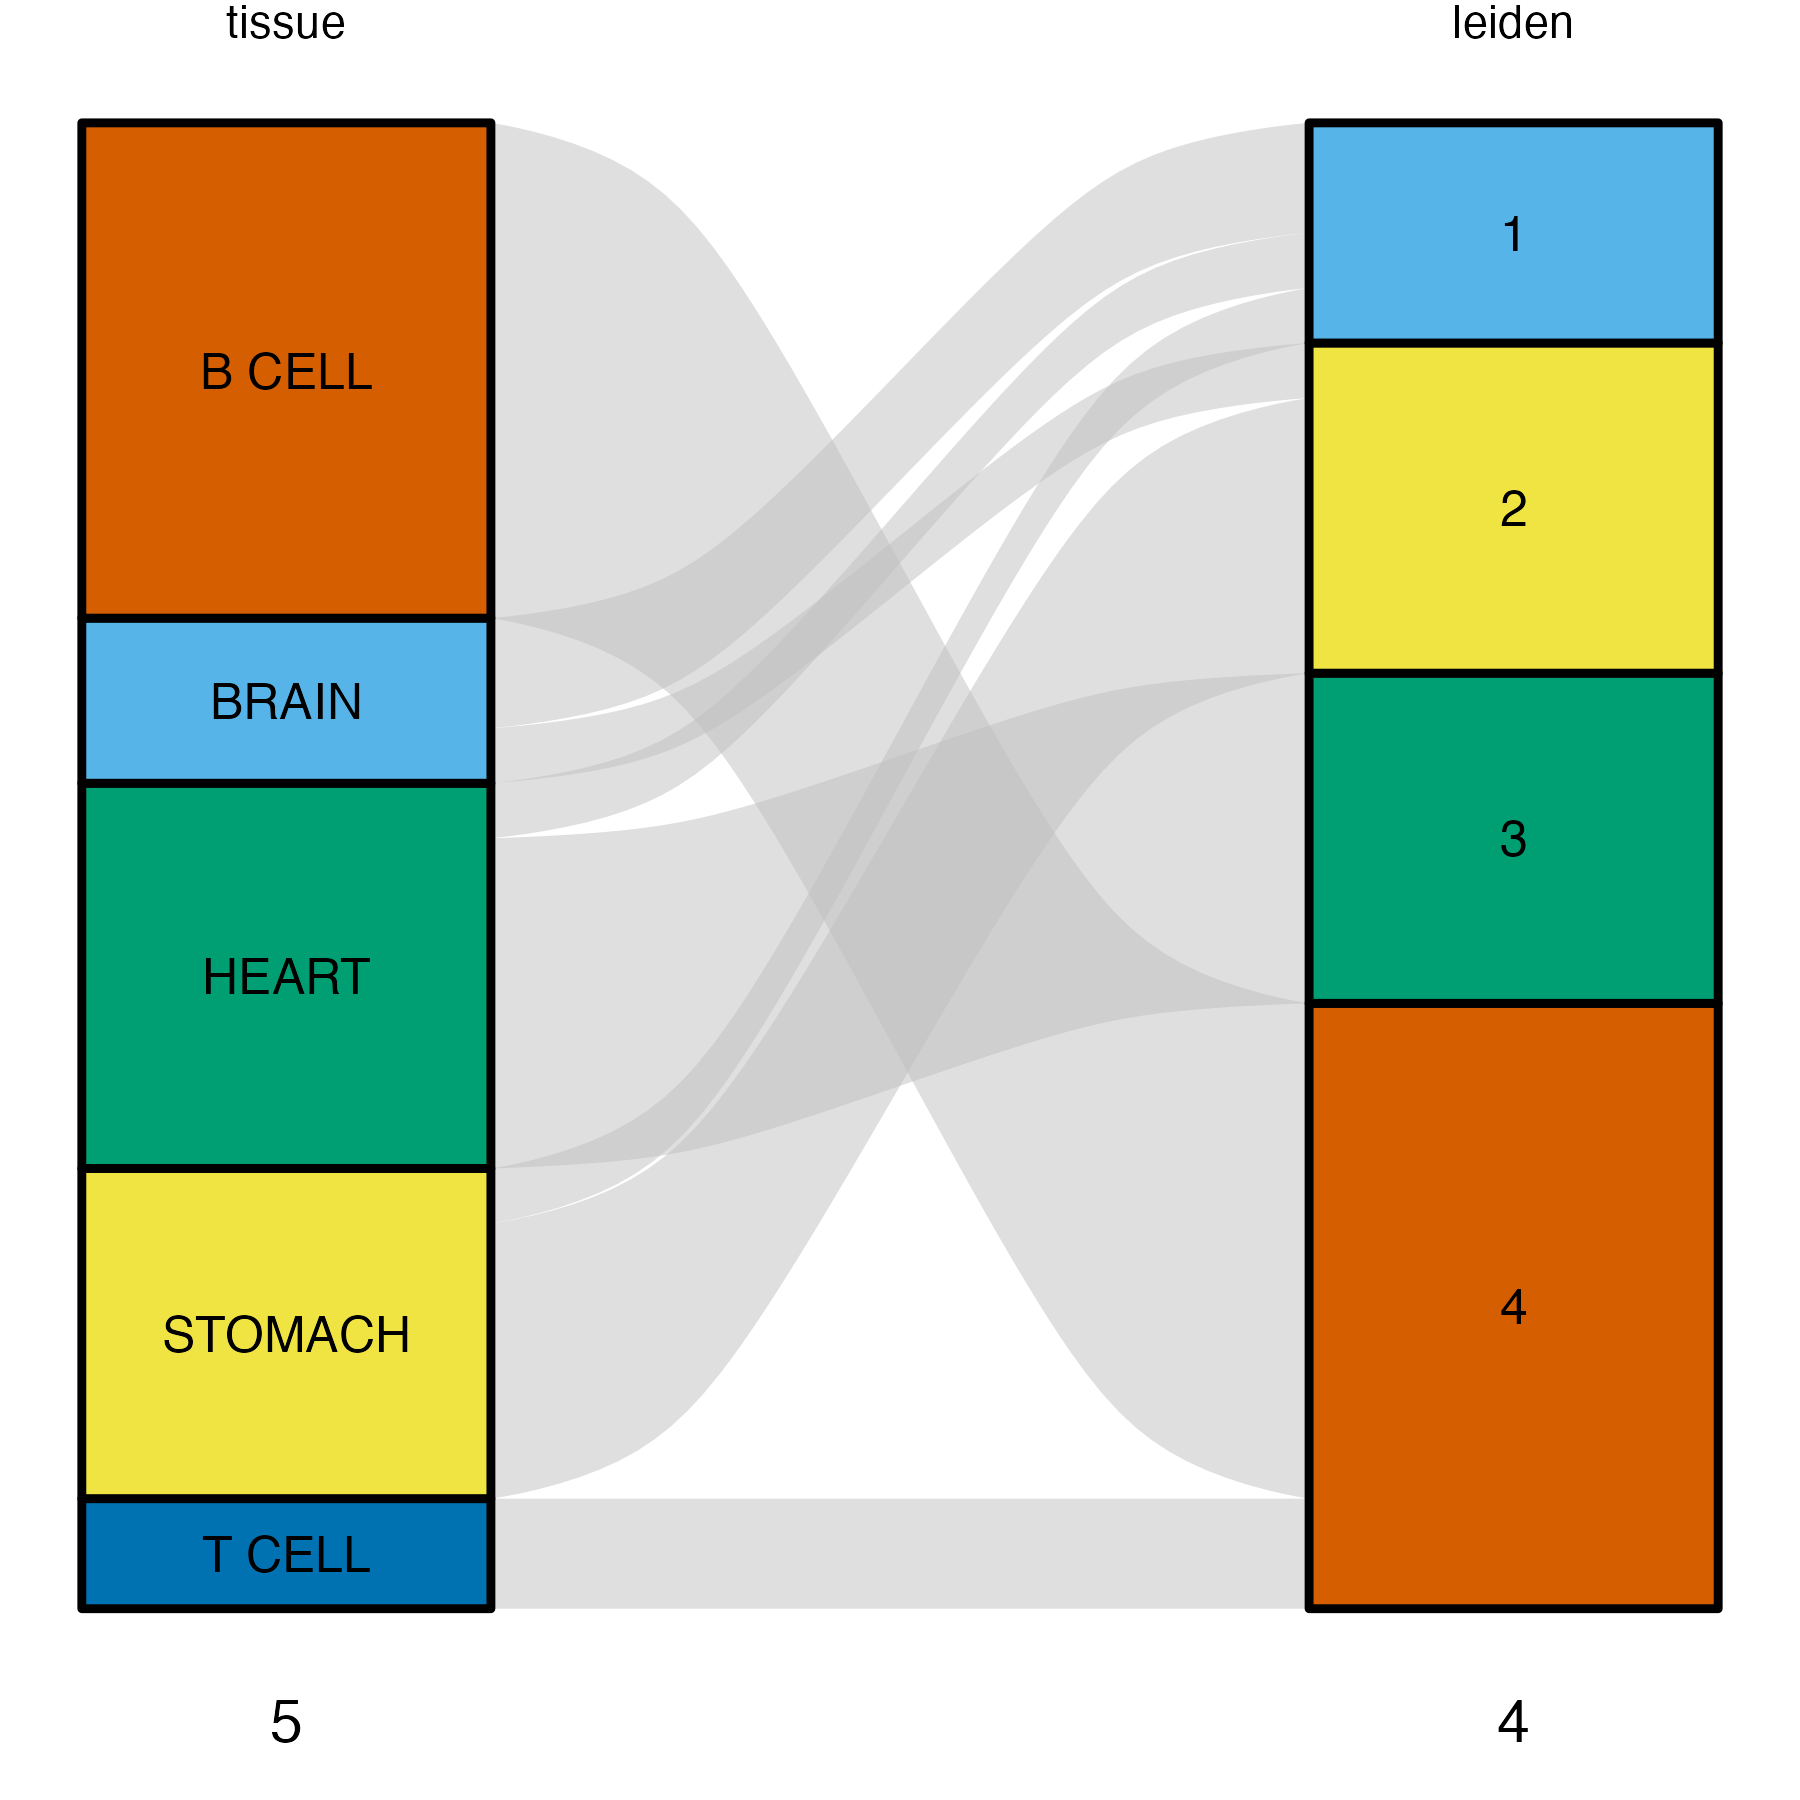 tissue
leiden
B CELL
BRAIN
HEART
STOMACH
T CELL
1
2
3
4
5
4